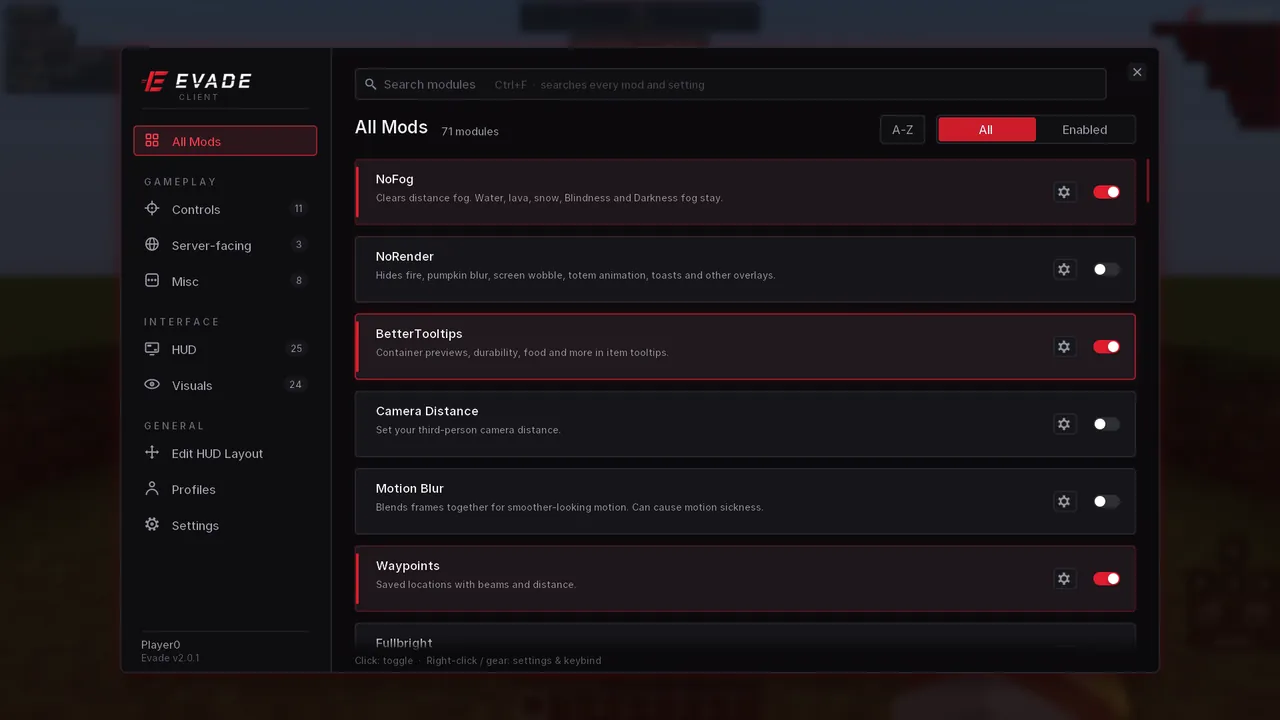 EVADE
CLIENT
All Mods
GAMEPLAY
Controls 11
Server-facing 3
Misc 8
INTERFACE
HUD 25
Visuals 24
GENERAL
Edit HUD Layout
Profiles
Settings
Player0
Evade v2.0.1
Search modules Ctrl+F · searches every mod and setting
All Mods 71 modules A-Z All Enabled
NoFog
Clears distance fog. Water, lava, snow, Blindness and Darkness fog stay.
NoRender
Hides fire, pumpkin blur, screen wobble, totem animation, toasts and other overlays.
BetterTooltips
Container previews, durability, food and more in item tooltips.
Camera Distance
Set your third-person camera distance.
Motion Blur
Blends frames together for smoother-looking motion. Can cause motion sickness.
Waypoints
Saved locations with beams and distance.
Fullbright
Click: toggle · Right-click / gear: settings & keybind